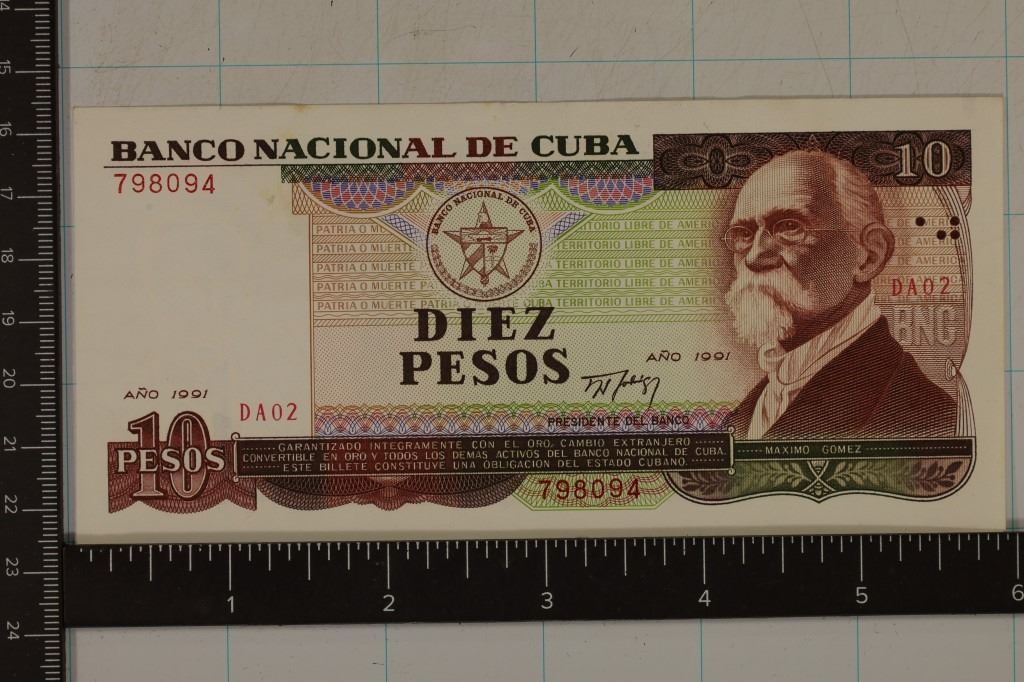 BANCO NACIONAL DE CUBA
798094
10
BANCO NACIONAL DE CUBA
PATRIA O MUERTE
TERRITORIO LIBRE DE AMERICA
DA02
BNC
DIEZ
PESOS
AÑO 1991
PRESIDENTE DEL BANCO
AÑO 1991
DA02
10
PESOS
GARANTIZADO INTEGRAMENTE CON EL ORO, CAMBIO EXTRANJERO
CONVERTIBLE EN ORO Y TODOS LOS DEMAS ACTIVOS DEL BANCO NACIONAL DE CUBA.
ESTE BILLETE CONSTITUYE UNA OBLIGACION DEL ESTADO CUBANO.
MAXIMO GOMEZ
798094
14
15
16
17
18
19
20
21
22
23
24
1 2 3 4 5 6